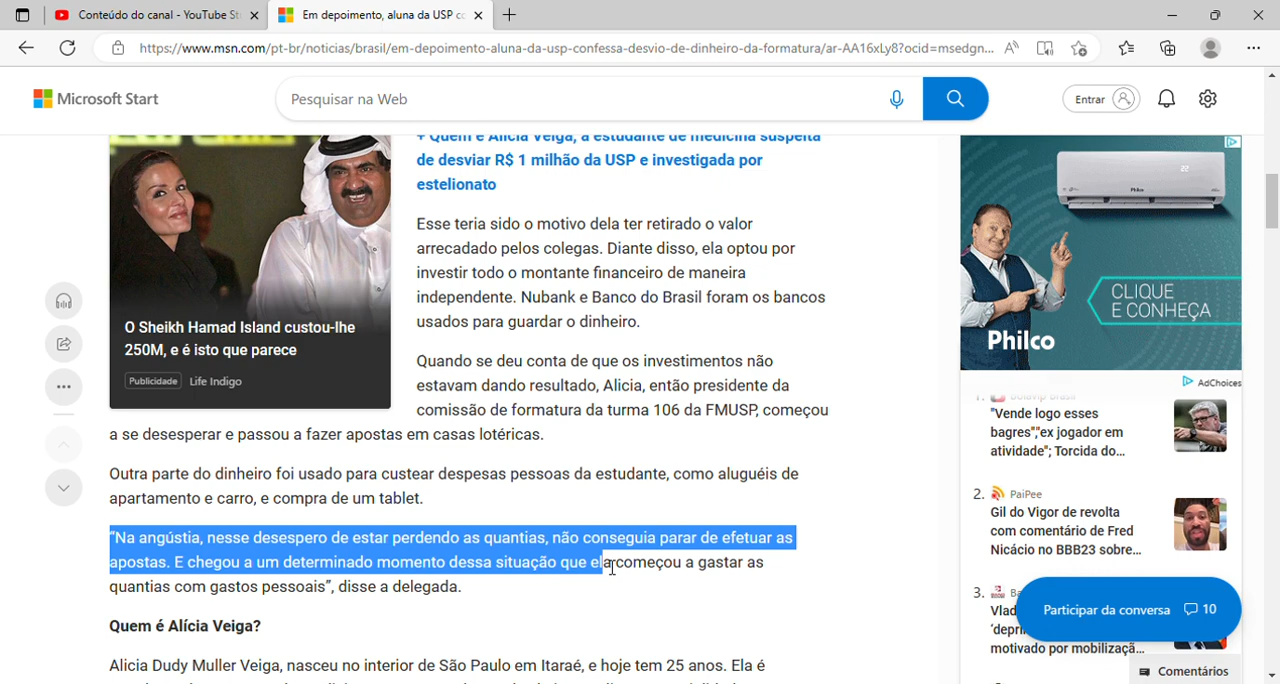 Conteúdo do canal - YouTube St
Em depoimento, aluna da USP co
https://www.msn.com/pt-br/noticias/brasil/em-depoimento-aluna-da-usp-confessa-desvio-de-dinheiro-da-formatura/ar-AA16xLy8?ocid=msedgn...
Microsoft Start
Pesquisar na Web
Entrar
+ Quem é Alícia Veiga, a estudante de medicina suspeita
de desviar R$ 1 milhão da USP e investigada por
estelionato
Esse teria sido o motivo dela ter retirado o valor
arrecadado pelos colegas. Diante disso, ela optou por
investir todo o montante financeiro de maneira
independente. Nubank e Banco do Brasil foram os bancos
usados para guardar o dinheiro.
O Sheikh Hamad Island custou-lhe
250M, e é isto que parece
Publicidade Life Indigo
Quando se deu conta de que os investimentos não
estavam dando resultado, Alicia, então presidente da
comissão de formatura da turma 106 da FMUSP, começou
a se desesperar e passou a fazer apostas em casas lotéricas.
Outra parte do dinheiro foi usado para custear despesas pessoas da estudante, como aluguéis de
apartamento e carro, e compra de um tablet.
“Na angústia, nesse desespero de estar perdendo as quantias, não conseguia parar de efetuar as
apostas. E chegou a um determinado momento dessa situação que ela começou a gastar as
quantias com gastos pessoais”, disse a delegada.
Quem é Alícia Veiga?
Alicia Dudy Muller Veiga, nasceu no interior de São Paulo em Itararé, e hoje tem 25 anos. Ela é
22
Philco
CLIQUE
E CONHEÇA
Philco
AdChoices
1. Bolavip Brasil
"Vende logo esses
bagres","ex jogador em
atividade"; Torcida do...
2. PaiPee
Gil do Vigor de revolta
com comentário de Fred
Nicácio no BBB23 sobre...
3. Ba
Vlad
'depri
motivado por mobilizaçã...
Participar da conversa 10
Comentários